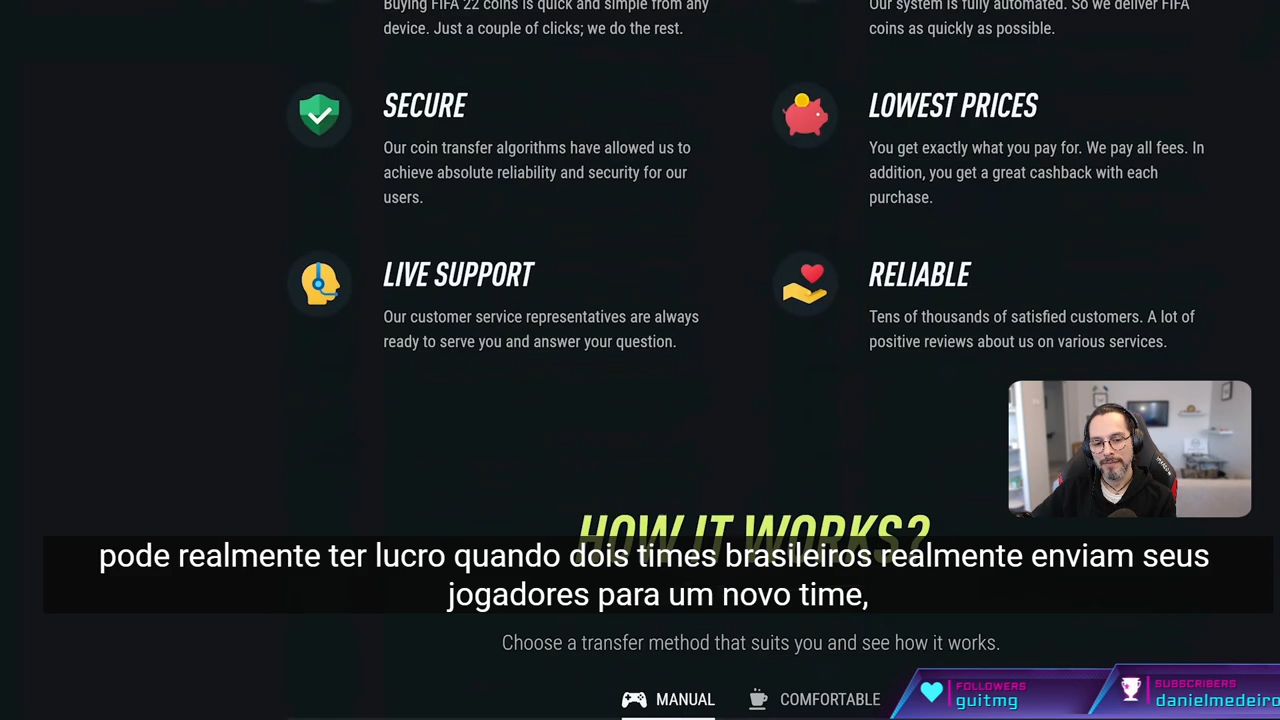 Buying FIFA 22 coins is quick and simple from any
device. Just a couple of clicks; we do the rest.
Our system is fully automated. So we deliver FIFA
coins as quickly as possible.
SECURE
Our coin transfer algorithms have allowed us to
achieve absolute reliability and security for our
users.
LOWEST PRICES
You get exactly what you pay for. We pay all fees. In
addition, you get a great cashback with each
purchase.
LIVE SUPPORT
Our customer service representatives are always
ready to serve you and answer your question.
RELIABLE
Tens of thousands of satisfied customers. A lot of
positive reviews about us on various services.
HOW IT WORKS?
pode realmente ter lucro quando dois times brasileiros realmente enviam seus
jogadores para um novo time,
Choose a transfer method that suits you and see how it works.
MANUAL
COMFORTABLE
FOLLOWERS
guitmg
SUBSCRIBERS
danielmedeiro